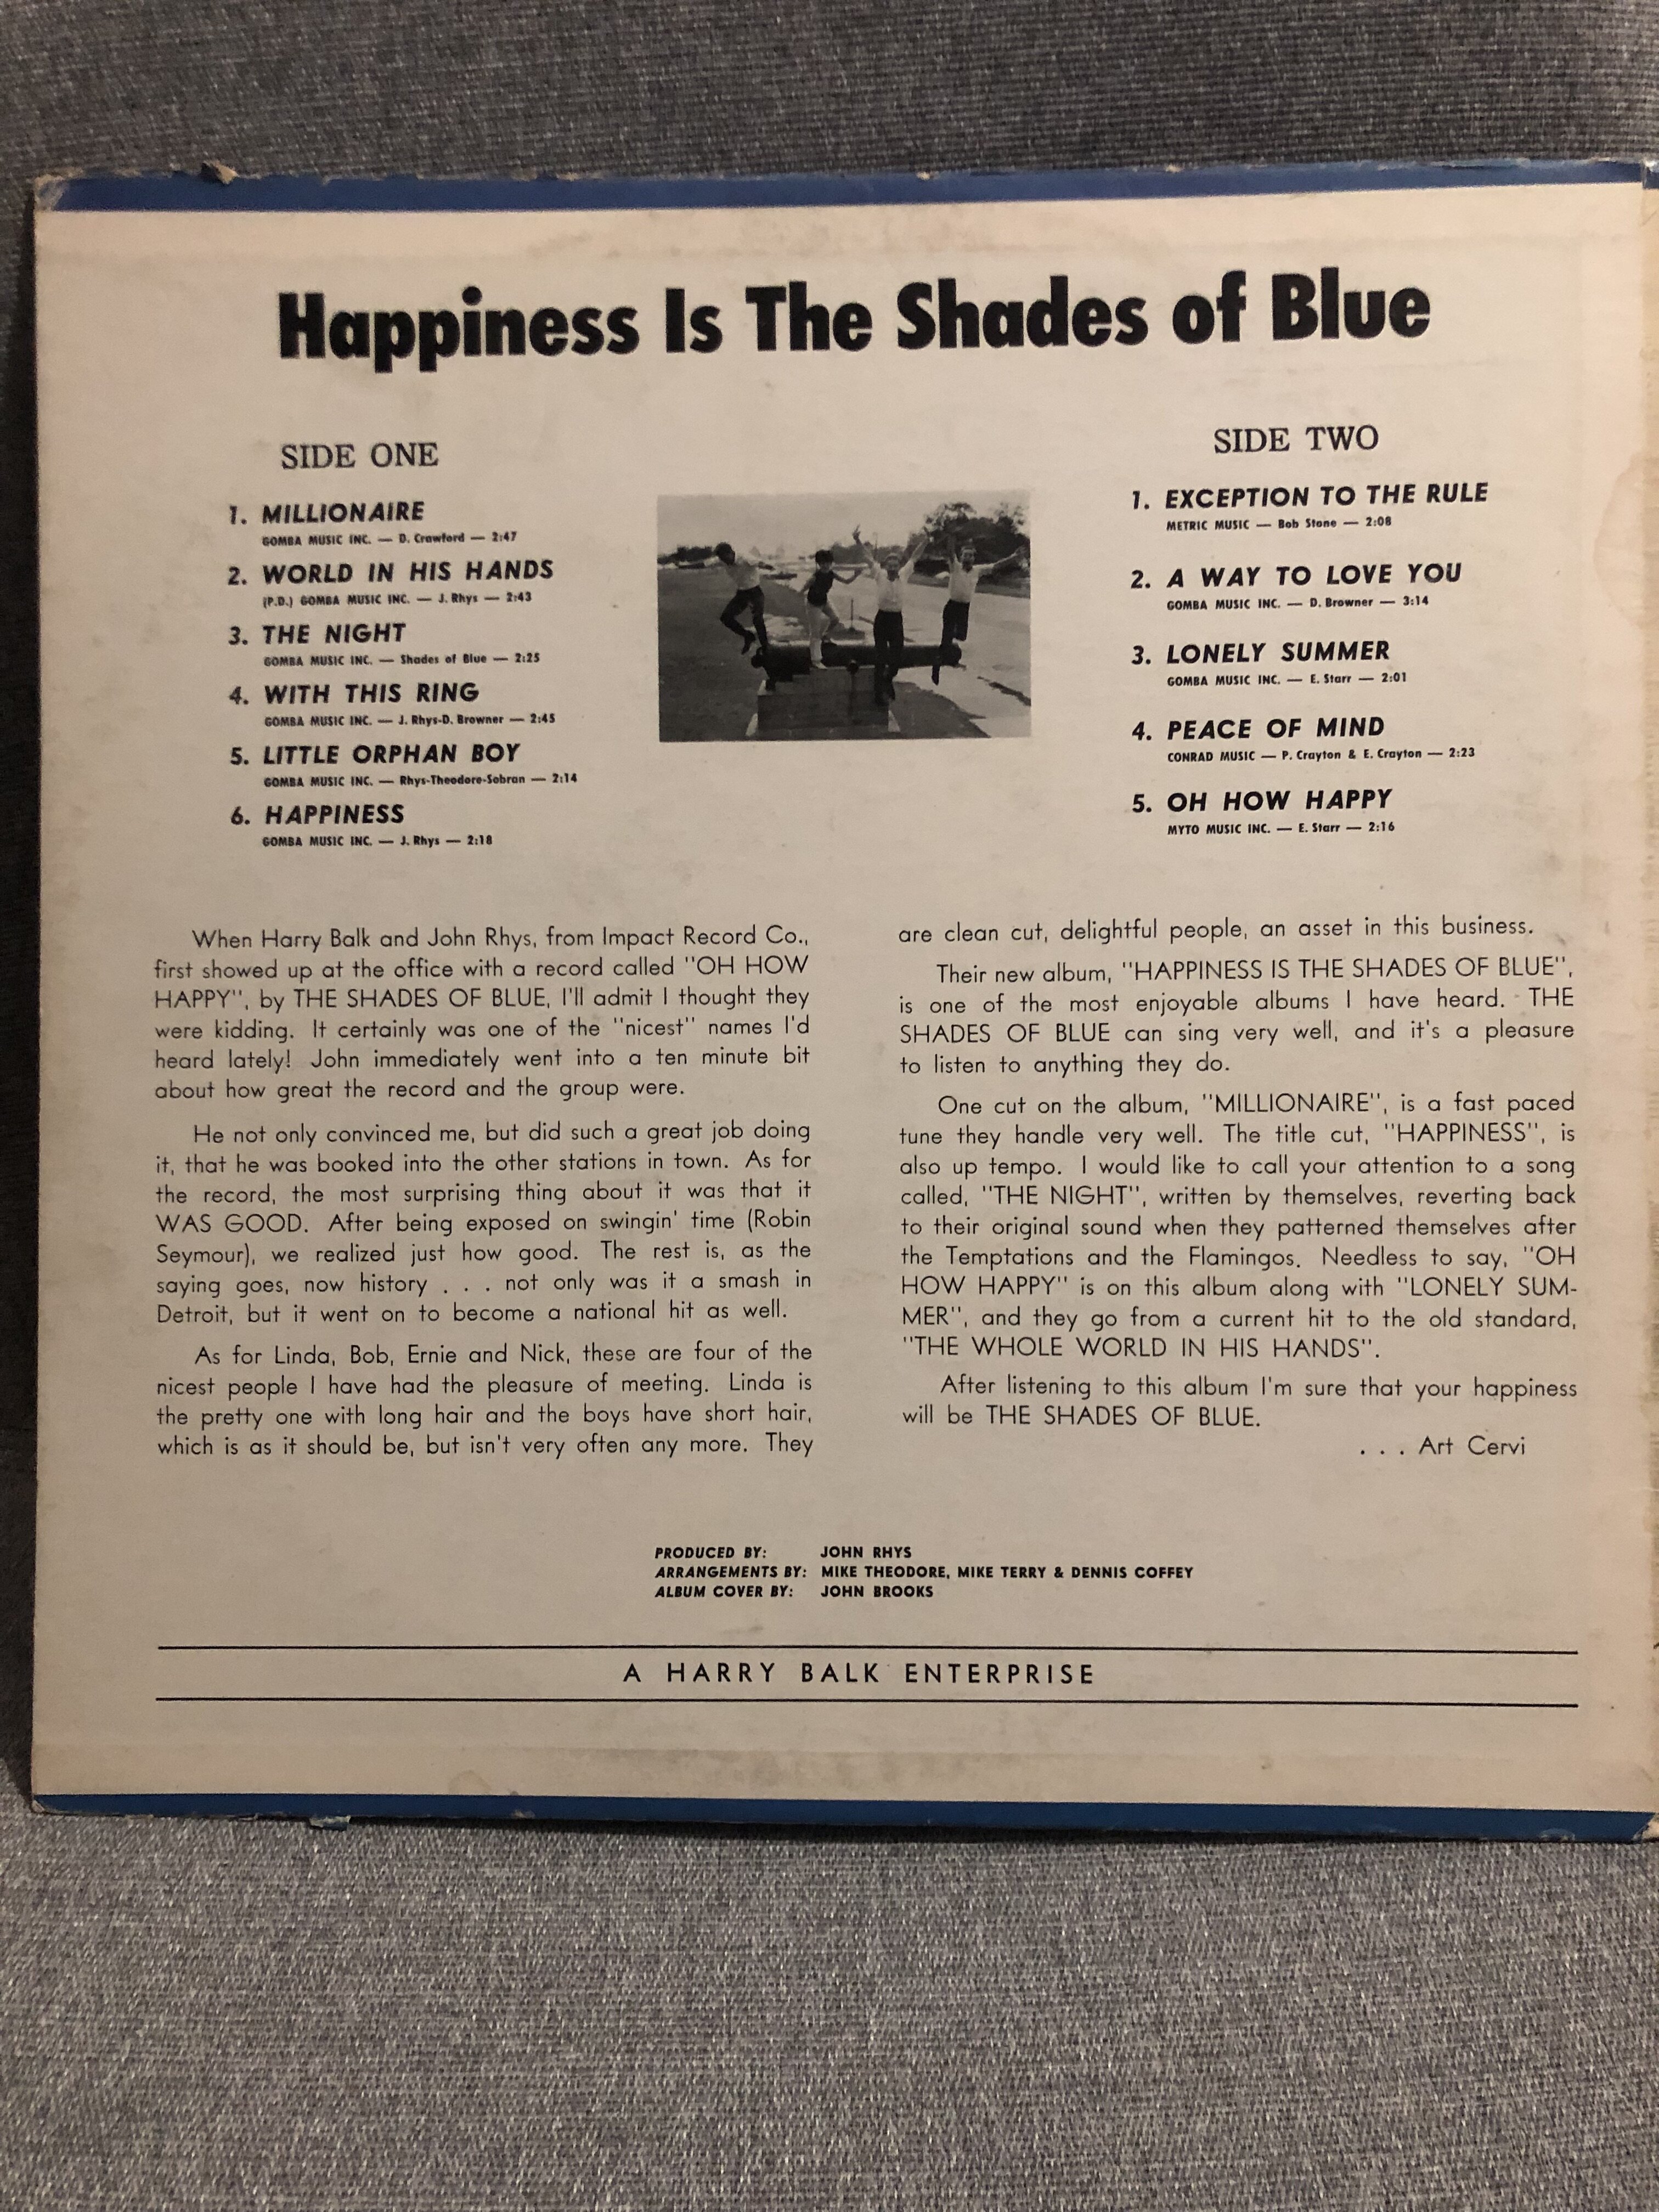 Happiness Is The Shades of Blue
SIDE ONE
1. MILLIONAIRE
GOMBA MUSIC INC. — D. Crawford — 2:47
2. WORLD IN HIS HANDS
(P.D.) GOMBA MUSIC INC. — J. Rhys — 2:43
3. THE NIGHT
GOMBA MUSIC INC. — Shades of Blue — 2:25
4. WITH THIS RING
GOMBA MUSIC INC. — J. Rhys-D. Browner — 2:45
5. LITTLE ORPHAN BOY
GOMBA MUSIC INC. — Rhys-Theodore-Sobran — 2:14
6. HAPPINESS
GOMBA MUSIC INC. — J. Rhys — 2:18
SIDE TWO
1. EXCEPTION TO THE RULE
METRIC MUSIC — Bob Stone — 2:08
2. A WAY TO LOVE YOU
GOMBA MUSIC INC. — D. Browner — 3:14
3. LONELY SUMMER
GOMBA MUSIC INC. — E. Starr — 2:01
4. PEACE OF MIND
CONRAD MUSIC — P. Crayton & E. Crayton — 2:23
5. OH HOW HAPPY
MYTO MUSIC INC. — E. Starr — 2:16
When Harry Balk and John Rhys, from Impact Record Co.,
first showed up at the office with a record called "OH HOW
HAPPY", by THE SHADES OF BLUE, I'll admit I thought they
were kidding. It certainly was one of the "nicest" names I'd
heard lately! John immediately went into a ten minute bit
about how great the record and the group were.
He not only convinced me, but did such a great job doing
it, that he was booked into the other stations in town. As for
the record, the most surprising thing about it was that it
WAS GOOD. After being exposed on swingin' time (Robin
Seymour), we realized just how good. The rest is, as the
saying goes, now history . . . not only was it a smash in
Detroit, but it went on to become a national hit as well.
As for Linda, Bob, Ernie and Nick, these are four of the
nicest people I have had the pleasure of meeting. Linda is
the pretty one with long hair and the boys have short hair,
which is as it should be, but isn't very often any more. They
are clean cut, delightful people, an asset in this business.
Their new album, "HAPPINESS IS THE SHADES OF BLUE",
is one of the most enjoyable albums I have heard. THE
SHADES OF BLUE can sing very well, and it's a pleasure
to listen to anything they do.
One cut on the album, "MILLIONAIRE", is a fast paced
tune they handle very well. The title cut, "HAPPINESS", is
also up tempo. I would like to call your attention to a song
called, "THE NIGHT", written by themselves, reverting back
to their original sound when they patterned themselves after
the Temptations and the Flamingos. Needless to say, "OH
HOW HAPPY" is on this album along with "LONELY SUM-
MER", and they go from a current hit to the old standard,
"THE WHOLE WORLD IN HIS HANDS".
After listening to this album I'm sure that your happiness
will be THE SHADES OF BLUE.
. . . Art Cervi
PRODUCED BY: JOHN RHYS
ARRANGEMENTS BY: MIKE THEODORE, MIKE TERRY & DENNIS COFFEY
ALBUM COVER BY: JOHN BROOKS
A HARRY BALK ENTERPRISE